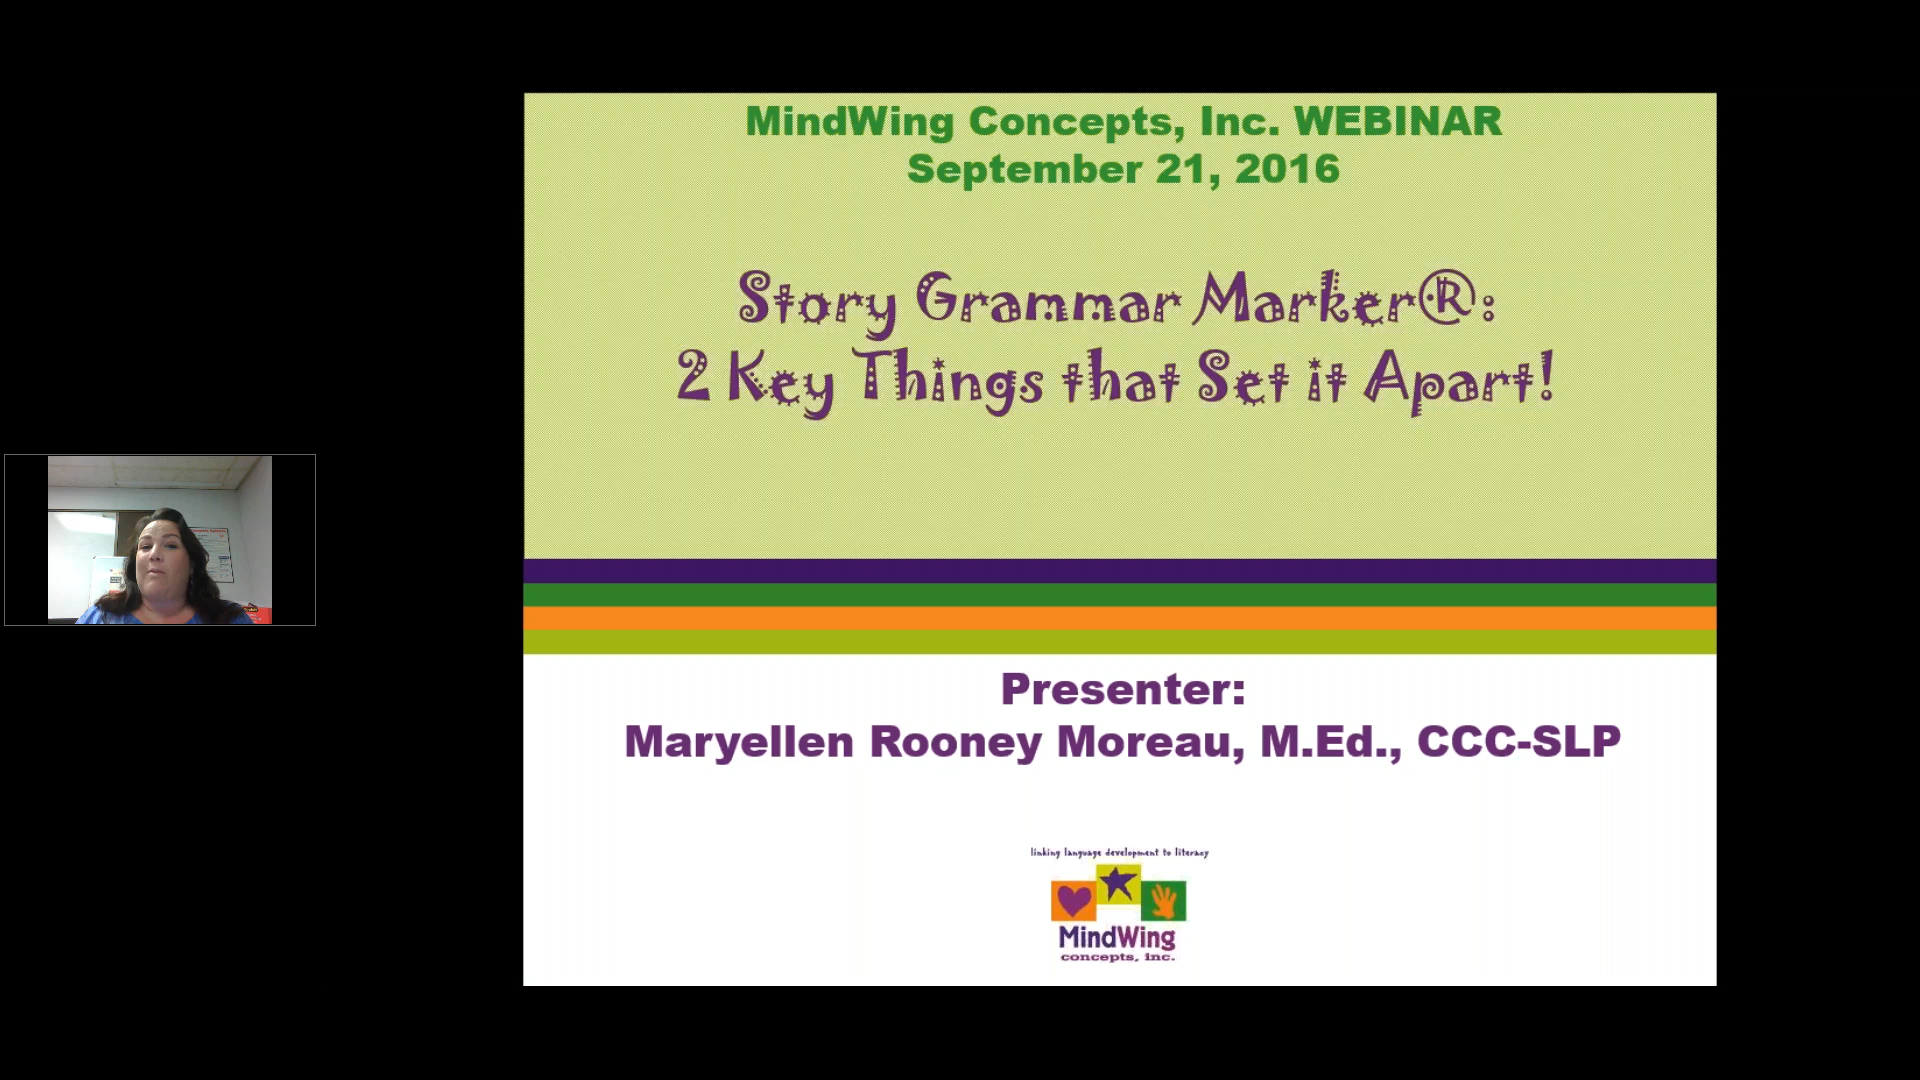 MindWing Concepts, Inc. WEBINAR
September 21, 2016
Story Grammar Marker®:
2 Key Things that Set it Apart!
Presenter:
Maryellen Rooney Moreau, M.Ed., CCC-SLP
linking language development to literacy
MindWing
concepts, inc.